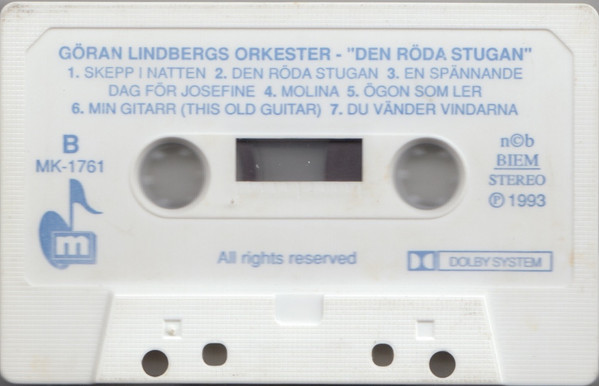 GÖRAN LINDBERGS ORKESTER - "DEN RÖDA STUGAN"
1. SKEPP I NATTEN 2. DEN RÖDA STUGAN 3. EN SPÄNNANDE
DAG FÖR JOSEFINE 4. MOLINA 5. ÖGON SOM LER
6. MIN GITARR (THIS OLD GUITAR) 7. DU VÄNDER VINDARNA
B
MK-1761
m
n©b
BIEM
STEREO
℗ 1993
All rights reserved
DOLBY SYSTEM